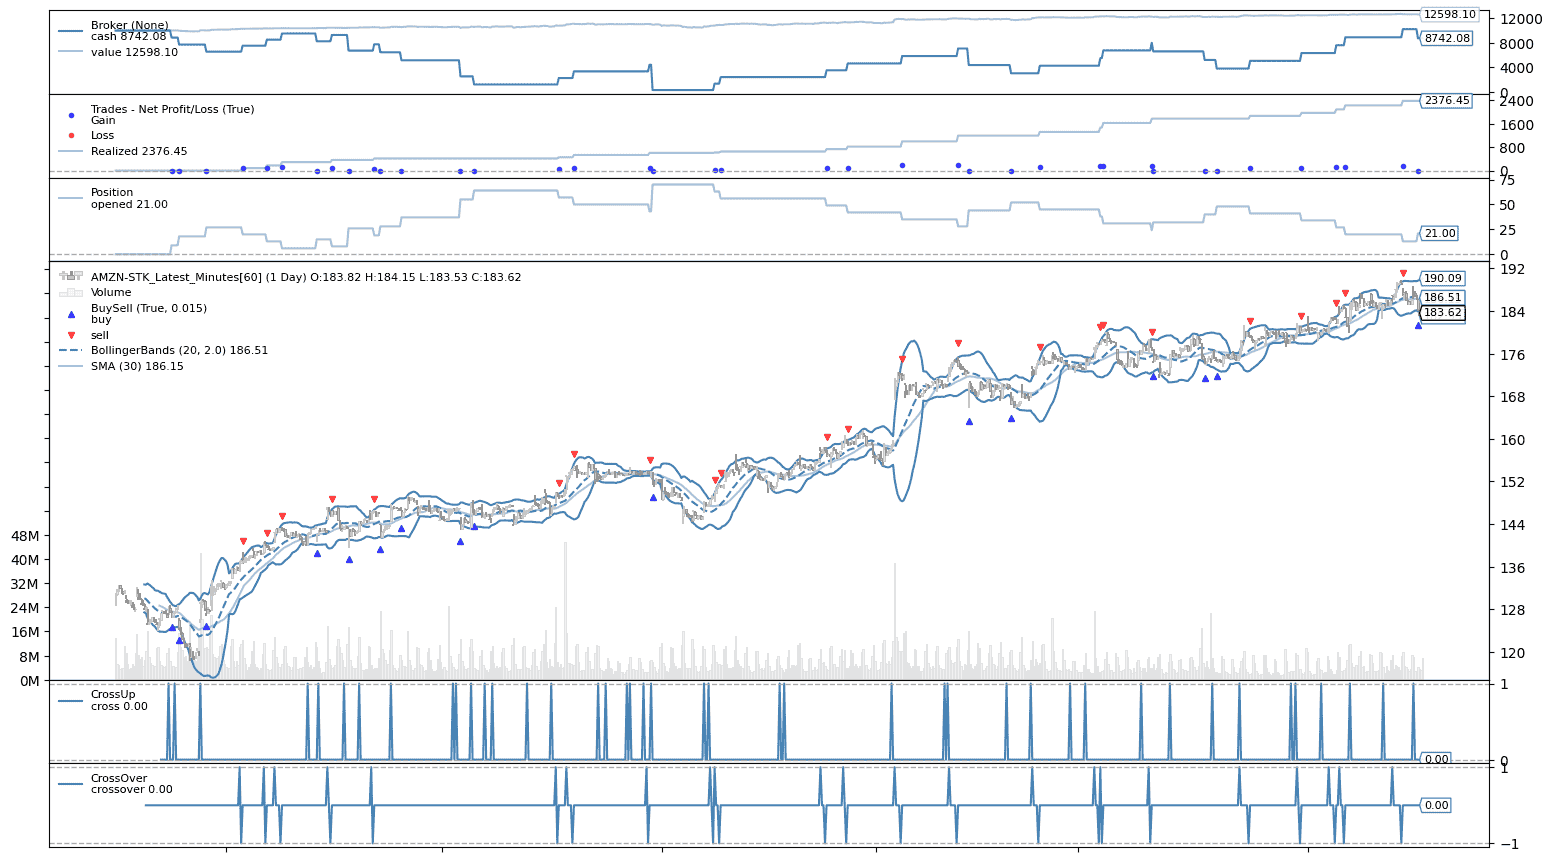 Broker (None)
cash 8742.08
value 12598.10
12000
8000
4000
0
12598.10
8742.08
Trades - Net Profit/Loss (True)
Gain
Loss
Realized 2376.45
2400
1600
800
0
2376.45
Position
opened 21.00
75
50
25
0
21.00
AMZN-STK_Latest_Minutes[60] (1 Day) O:183.82 H:184.15 L:183.53 C:183.62
Volume
BuySell (True, 0.015)
buy
sell
BollingerBands (20, 2.0) 186.51
SMA (30) 186.15
48M
40M
32M
24M
16M
8M
0M
192
184
176
168
160
152
144
136
128
120
190.09
186.51
183.62
CrossUp
cross 0.00
1
0
0.00
CrossOver
crossover 0.00
1
−1
0.00